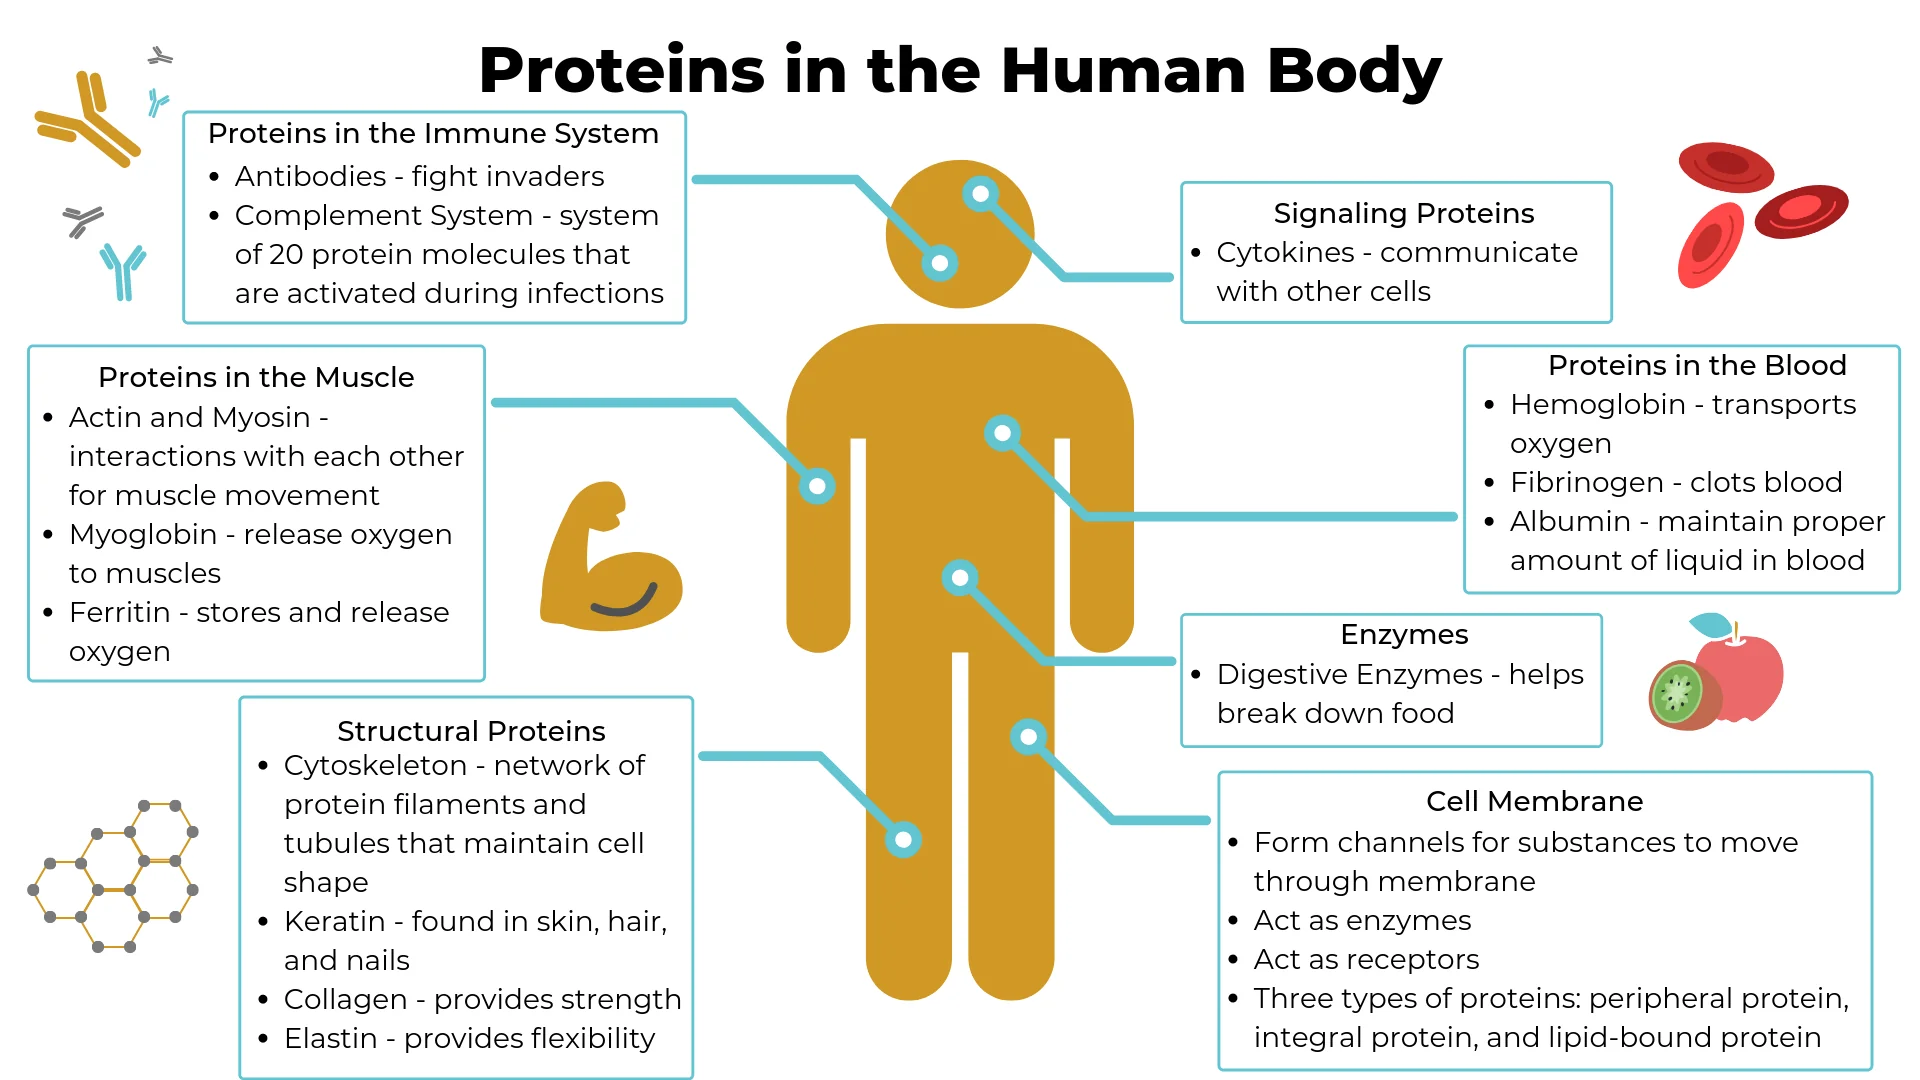 Proteins in the Human Body
Proteins in the Immune System
• Antibodies - fight invaders
• Complement System - system
of 20 protein molecules that
are activated during infections
Signaling Proteins
• Cytokines - communicate
with other cells
Proteins in the Muscle
• Actin and Myosin -
interactions with each other
for muscle movement
• Myoglobin - release oxygen
to muscles
• Ferritin - stores and release
oxygen
Proteins in the Blood
• Hemoglobin - transports
oxygen
• Fibrinogen - clots blood
• Albumin - maintain proper
amount of liquid in blood
Enzymes
• Digestive Enzymes - helps
break down food
Structural Proteins
• Cytoskeleton - network of
protein filaments and
tubules that maintain cell
shape
• Keratin - found in skin, hair,
and nails
• Collagen - provides strength
• Elastin - provides flexibility
Cell Membrane
• Form channels for substances to move
through membrane
• Act as enzymes
• Act as receptors
• Three types of proteins: peripheral protein,
integral protein, and lipid-bound protein